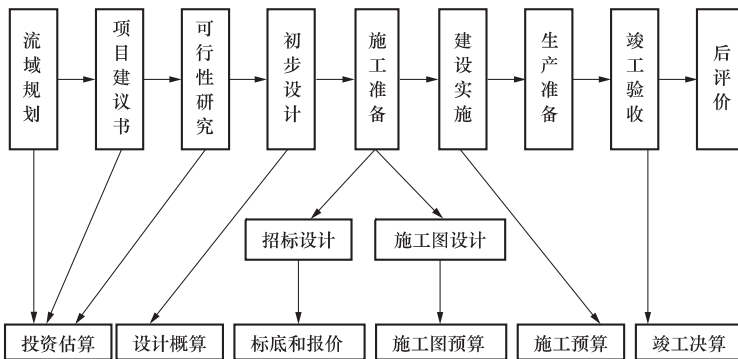 流域规划
项目建议书
可行性研究
初步设计
施工准备
建设实施
生产准备
竣工验收
后评价
招标设计
施工图设计
投资估算
设计概算
标底和报价
施工图预算
施工预算
竣工决算